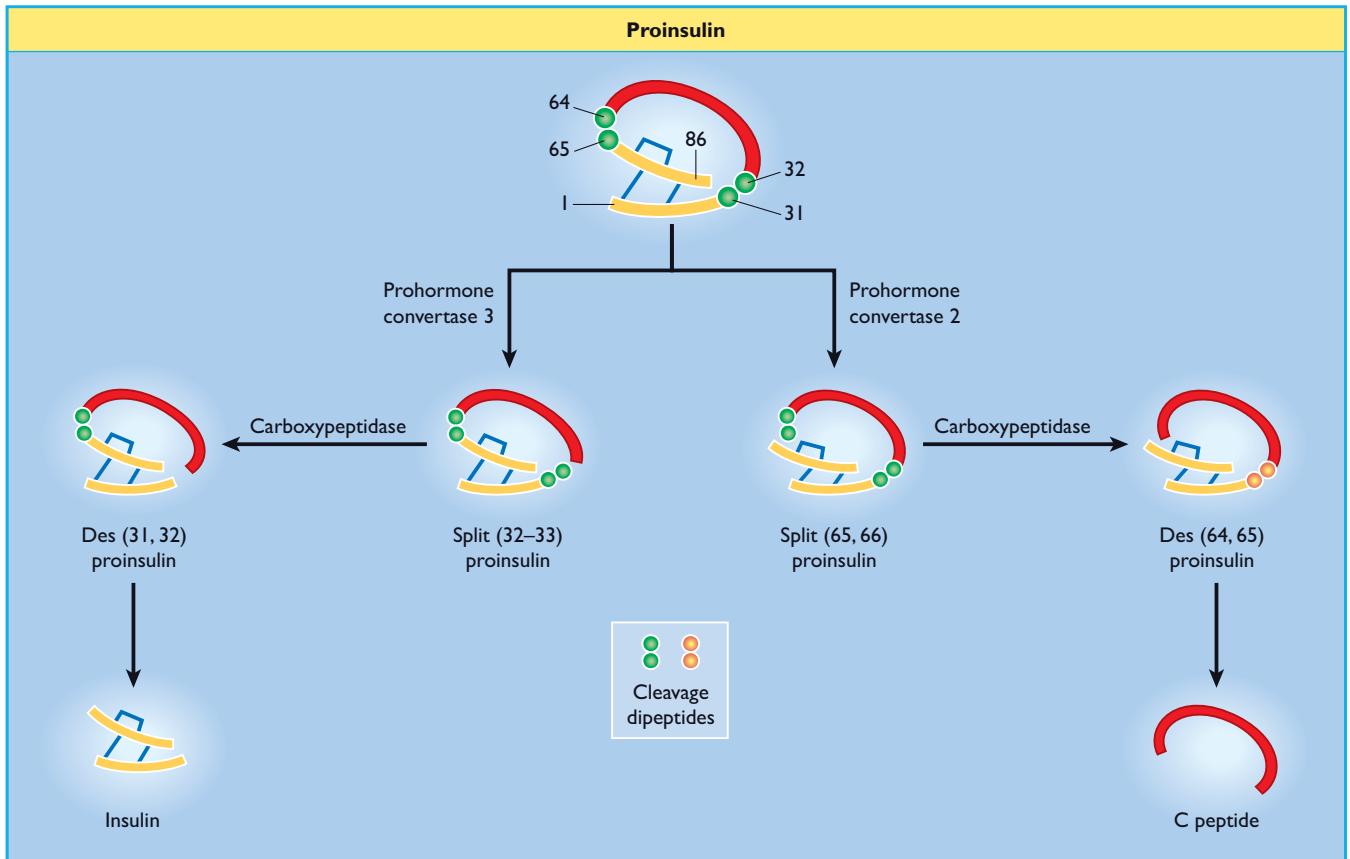 Proinsulin
64
65
86
32
1
31
Prohormone
convertase 3
Prohormone
convertase 2
Carboxypeptidase
Carboxypeptidase
Des (31, 32)
proinsulin
Split (32–33)
proinsulin
Split (65, 66)
proinsulin
Des (64, 65)
proinsulin
Cleavage
dipeptides
Insulin
C peptide